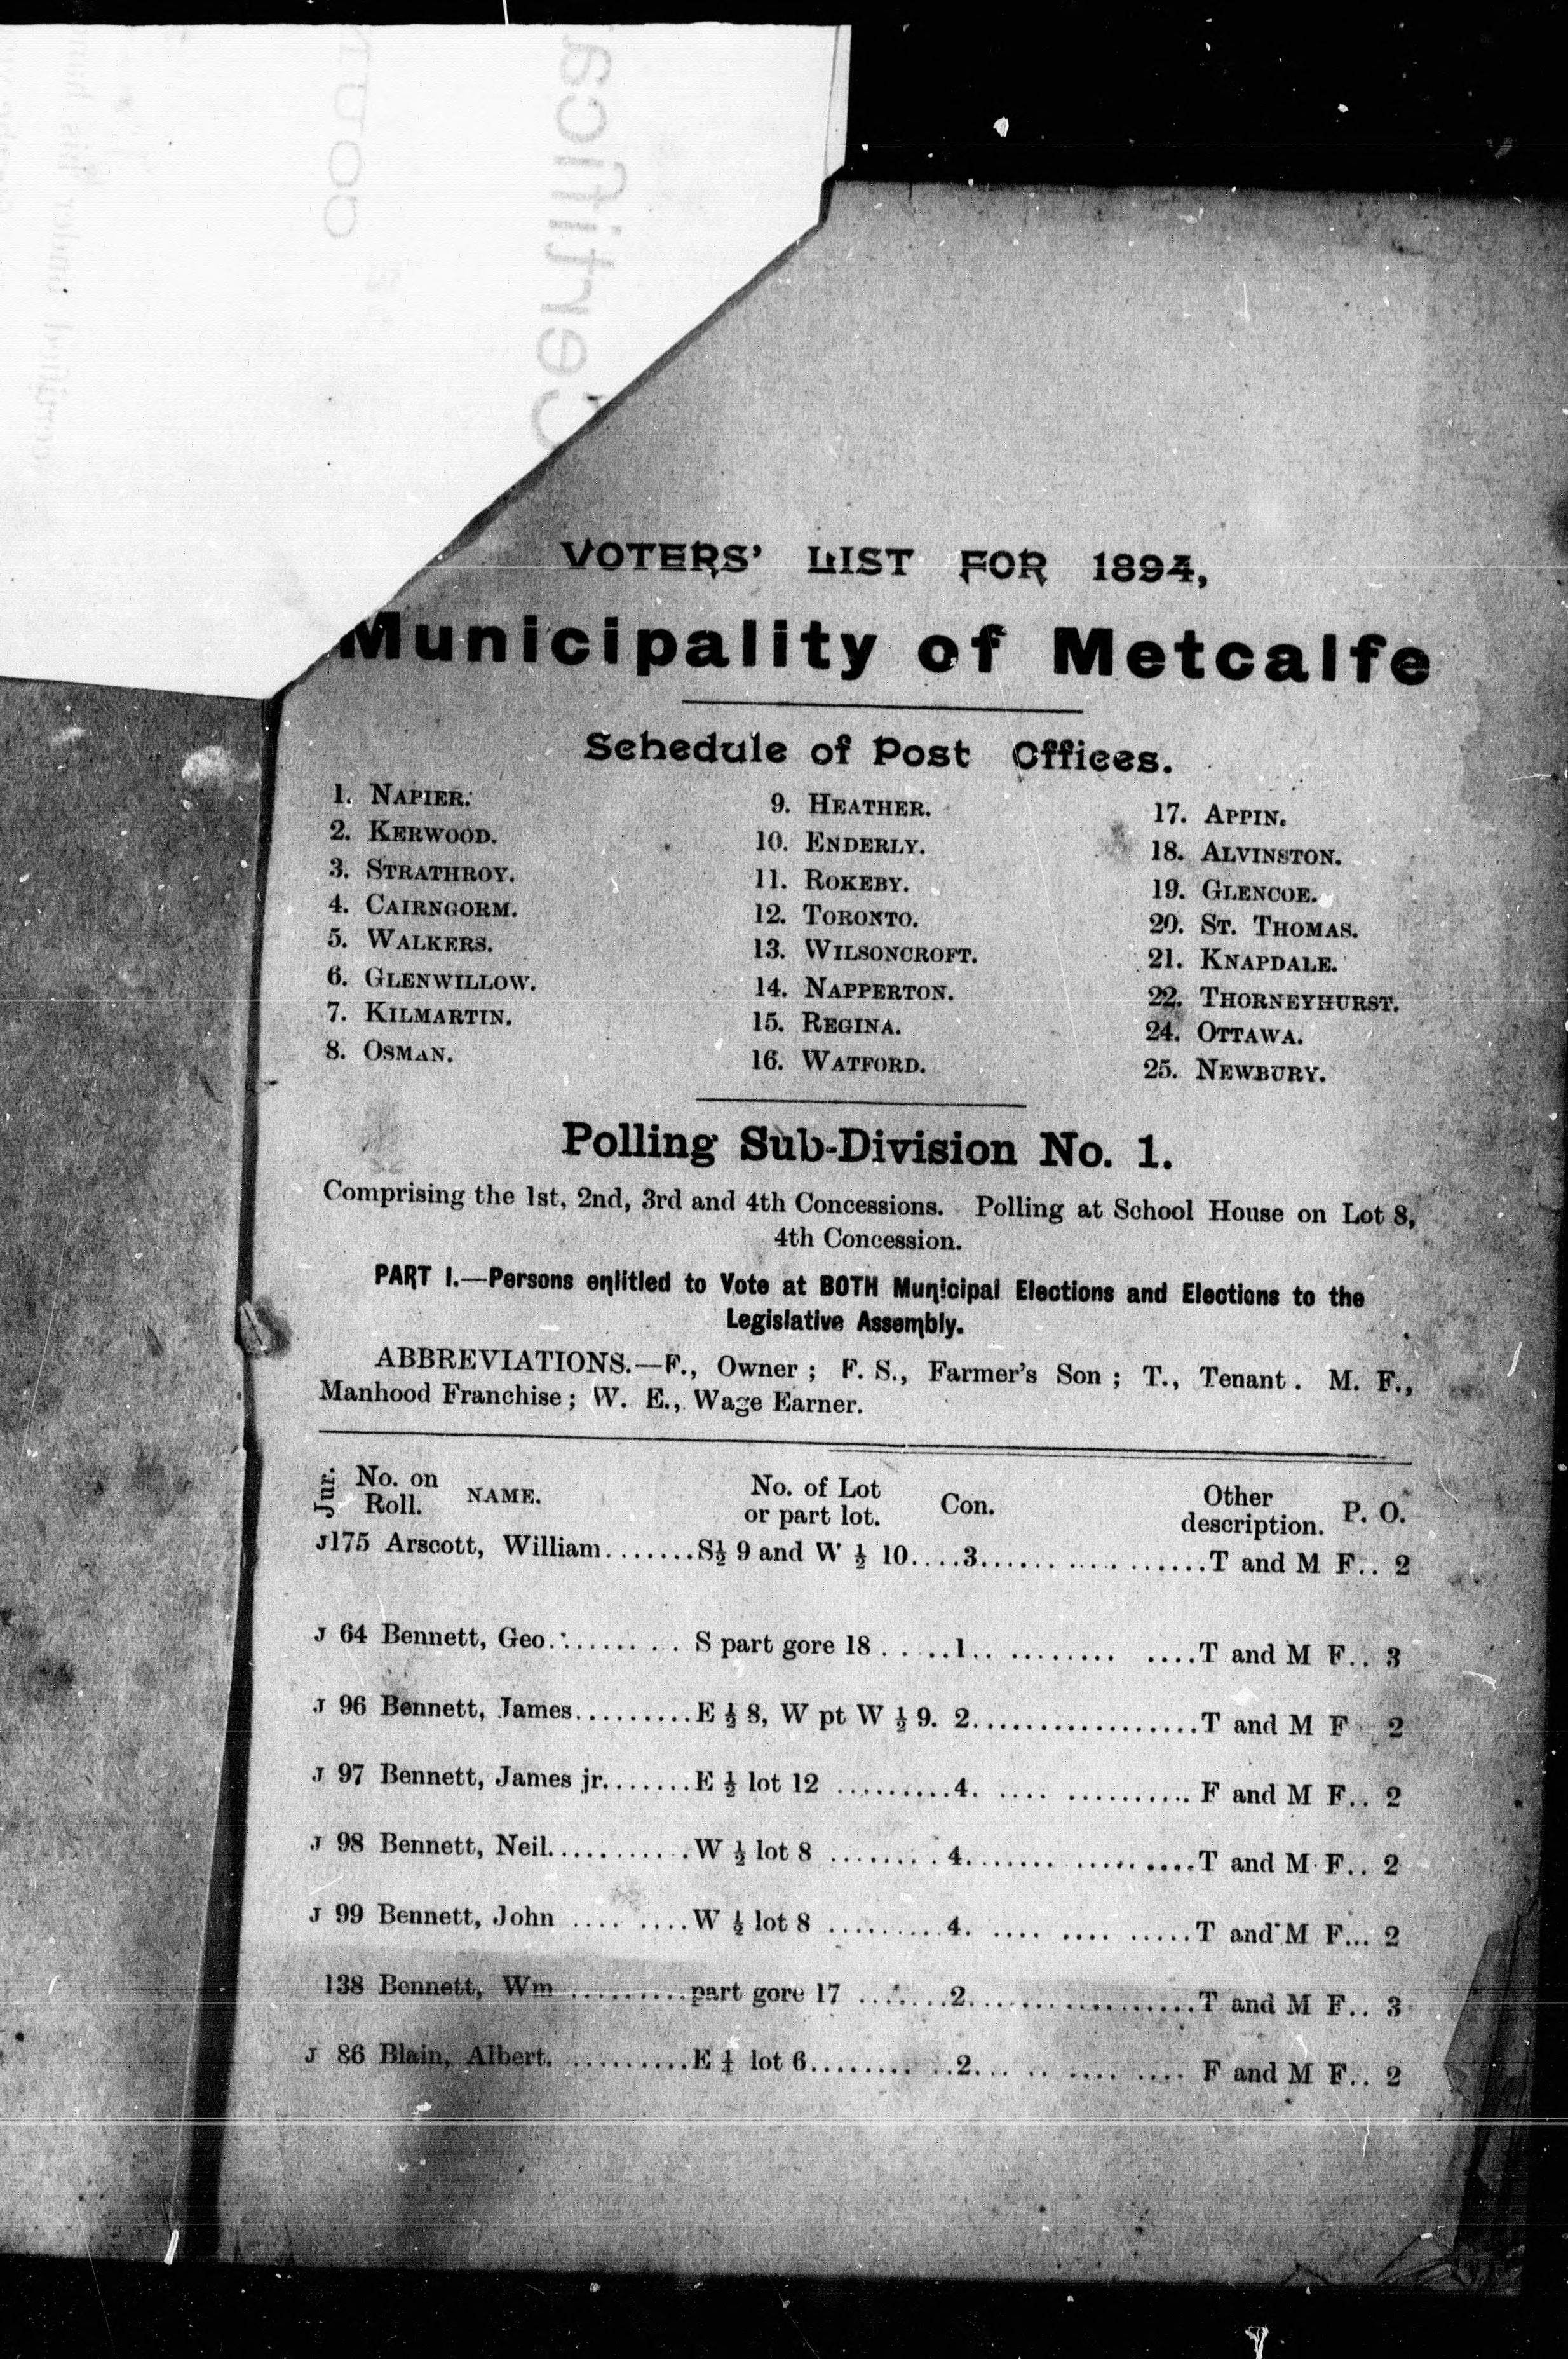 VOTERS' LIST FOR 1894,
Municipality of Metcalfe
Schedule of Post Offices.
1. NAPIER.
2. KERWOOD.
3. STRATHROY.
4. CAIRNGORM.
5. WALKERS.
6. GLENWILLOW.
7. KILMARTIN.
8. OSMAN.
9. HEATHER.
10. ENDERLY.
11. ROKEBY.
12. TORONTO.
13. WILSONCROFT.
14. NAPPERTON.
15. REGINA.
16. WATFORD.
17. APPIN.
18. ALVINSTON.
19. GLENCOE.
20. ST. THOMAS.
21. KNAPDALE.
22. THORNEYHURST.
24. OTTAWA.
25. NEWBURY.
Polling Sub-Division No. 1.
Comprising the 1st, 2nd, 3rd and 4th Concessions. Polling at School House on Lot 8,
4th Concession.
PART I.—Persons enlitled to Vote at BOTH Municipal Elections and Elections to the
Legislative Assembly.
ABBREVIATIONS.—F., Owner ; F. S., Farmer's Son ; T., Tenant. M. F.,
Manhood Franchise ; W. E., Wage Earner.
Jur. No. on Roll. NAME. No. of Lot or part lot. Con. Other description. P. O.
J175 Arscott, William.......S½ 9 and W ½ 10....3...... .... . .......T and M F.. 2
J 64 Bennett, Geo.:....... . S part gore 18 . . ..1.. ......... ....T and M F.. 3
J 96 Bennett, James.........E ½ 8, W pt W ½ 9. 2..................T and M F 2
J 97 Bennett, James jr.......E ½ lot 12 .........4. .... .......... F and M F.. 2
J 98 Bennett, Neil...........W ½ lot 8 ........ . 4....... ..........T and M F.. 2
J 99 Bennett, John .... ....W ½ lot 8 .........4. .... .... .....T and M F... 2
138 Bennett, Wm ..........part gore 17 .......2..................T and M F.. 3
J 86 Blain, Albert. ..........E ¼ lot 6........ ..2... .. .... .... F and M F.. 2
certified under his hand
COUN
Certifica